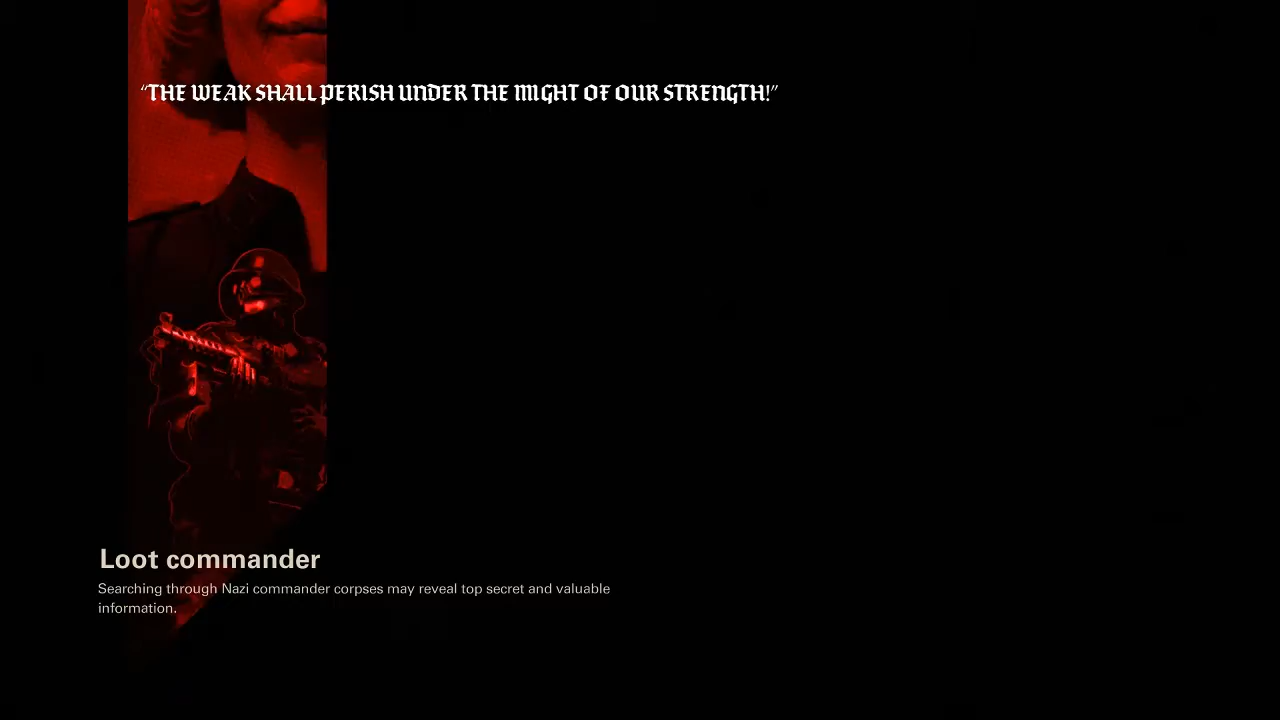 “THE WEAK SHALL PERISH UNDER THE MIGHT OF OUR STRENGTH!”
Loot commander
Searching through Nazi commander corpses may reveal top secret and valuable
information.